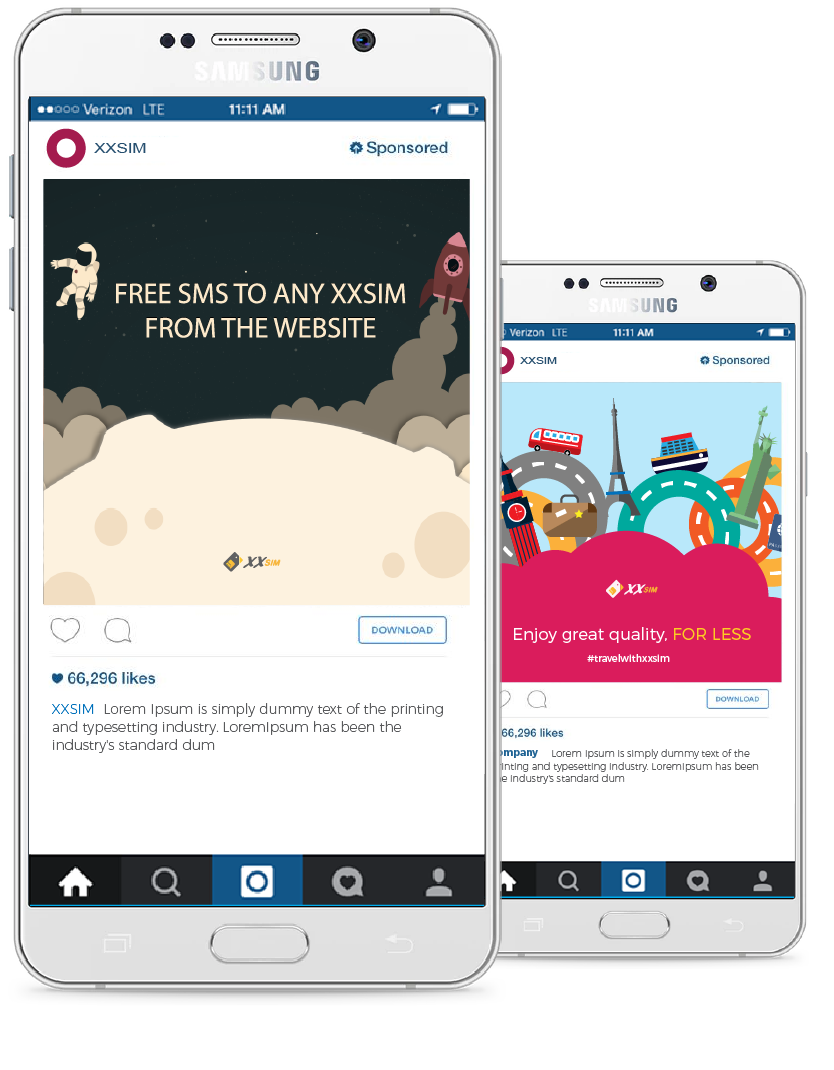 SAMSUNG
Verizon LTE 11:11 AM
XXSIM Sponsored
FREE SMS TO ANY XXSIM
FROM THE WEBSITE
XXSIM
DOWNLOAD
66,296 likes
XXSIM Lorem Ipsum is simply dummy text of the printing
and typesetting industry. LoremIpsum has been the
industry's standard dum
SAMSUNG
Verizon LTE 11:11 AM
XXSIM Sponsored
XXSIM
Enjoy great quality, FOR LESS
#travelwithxxsim
DOWNLOAD
66,296 likes
ompany Lorem Ipsum is simply dummy text of the
inting and typesetting industry. LoremIpsum has been
e industry's standard dum